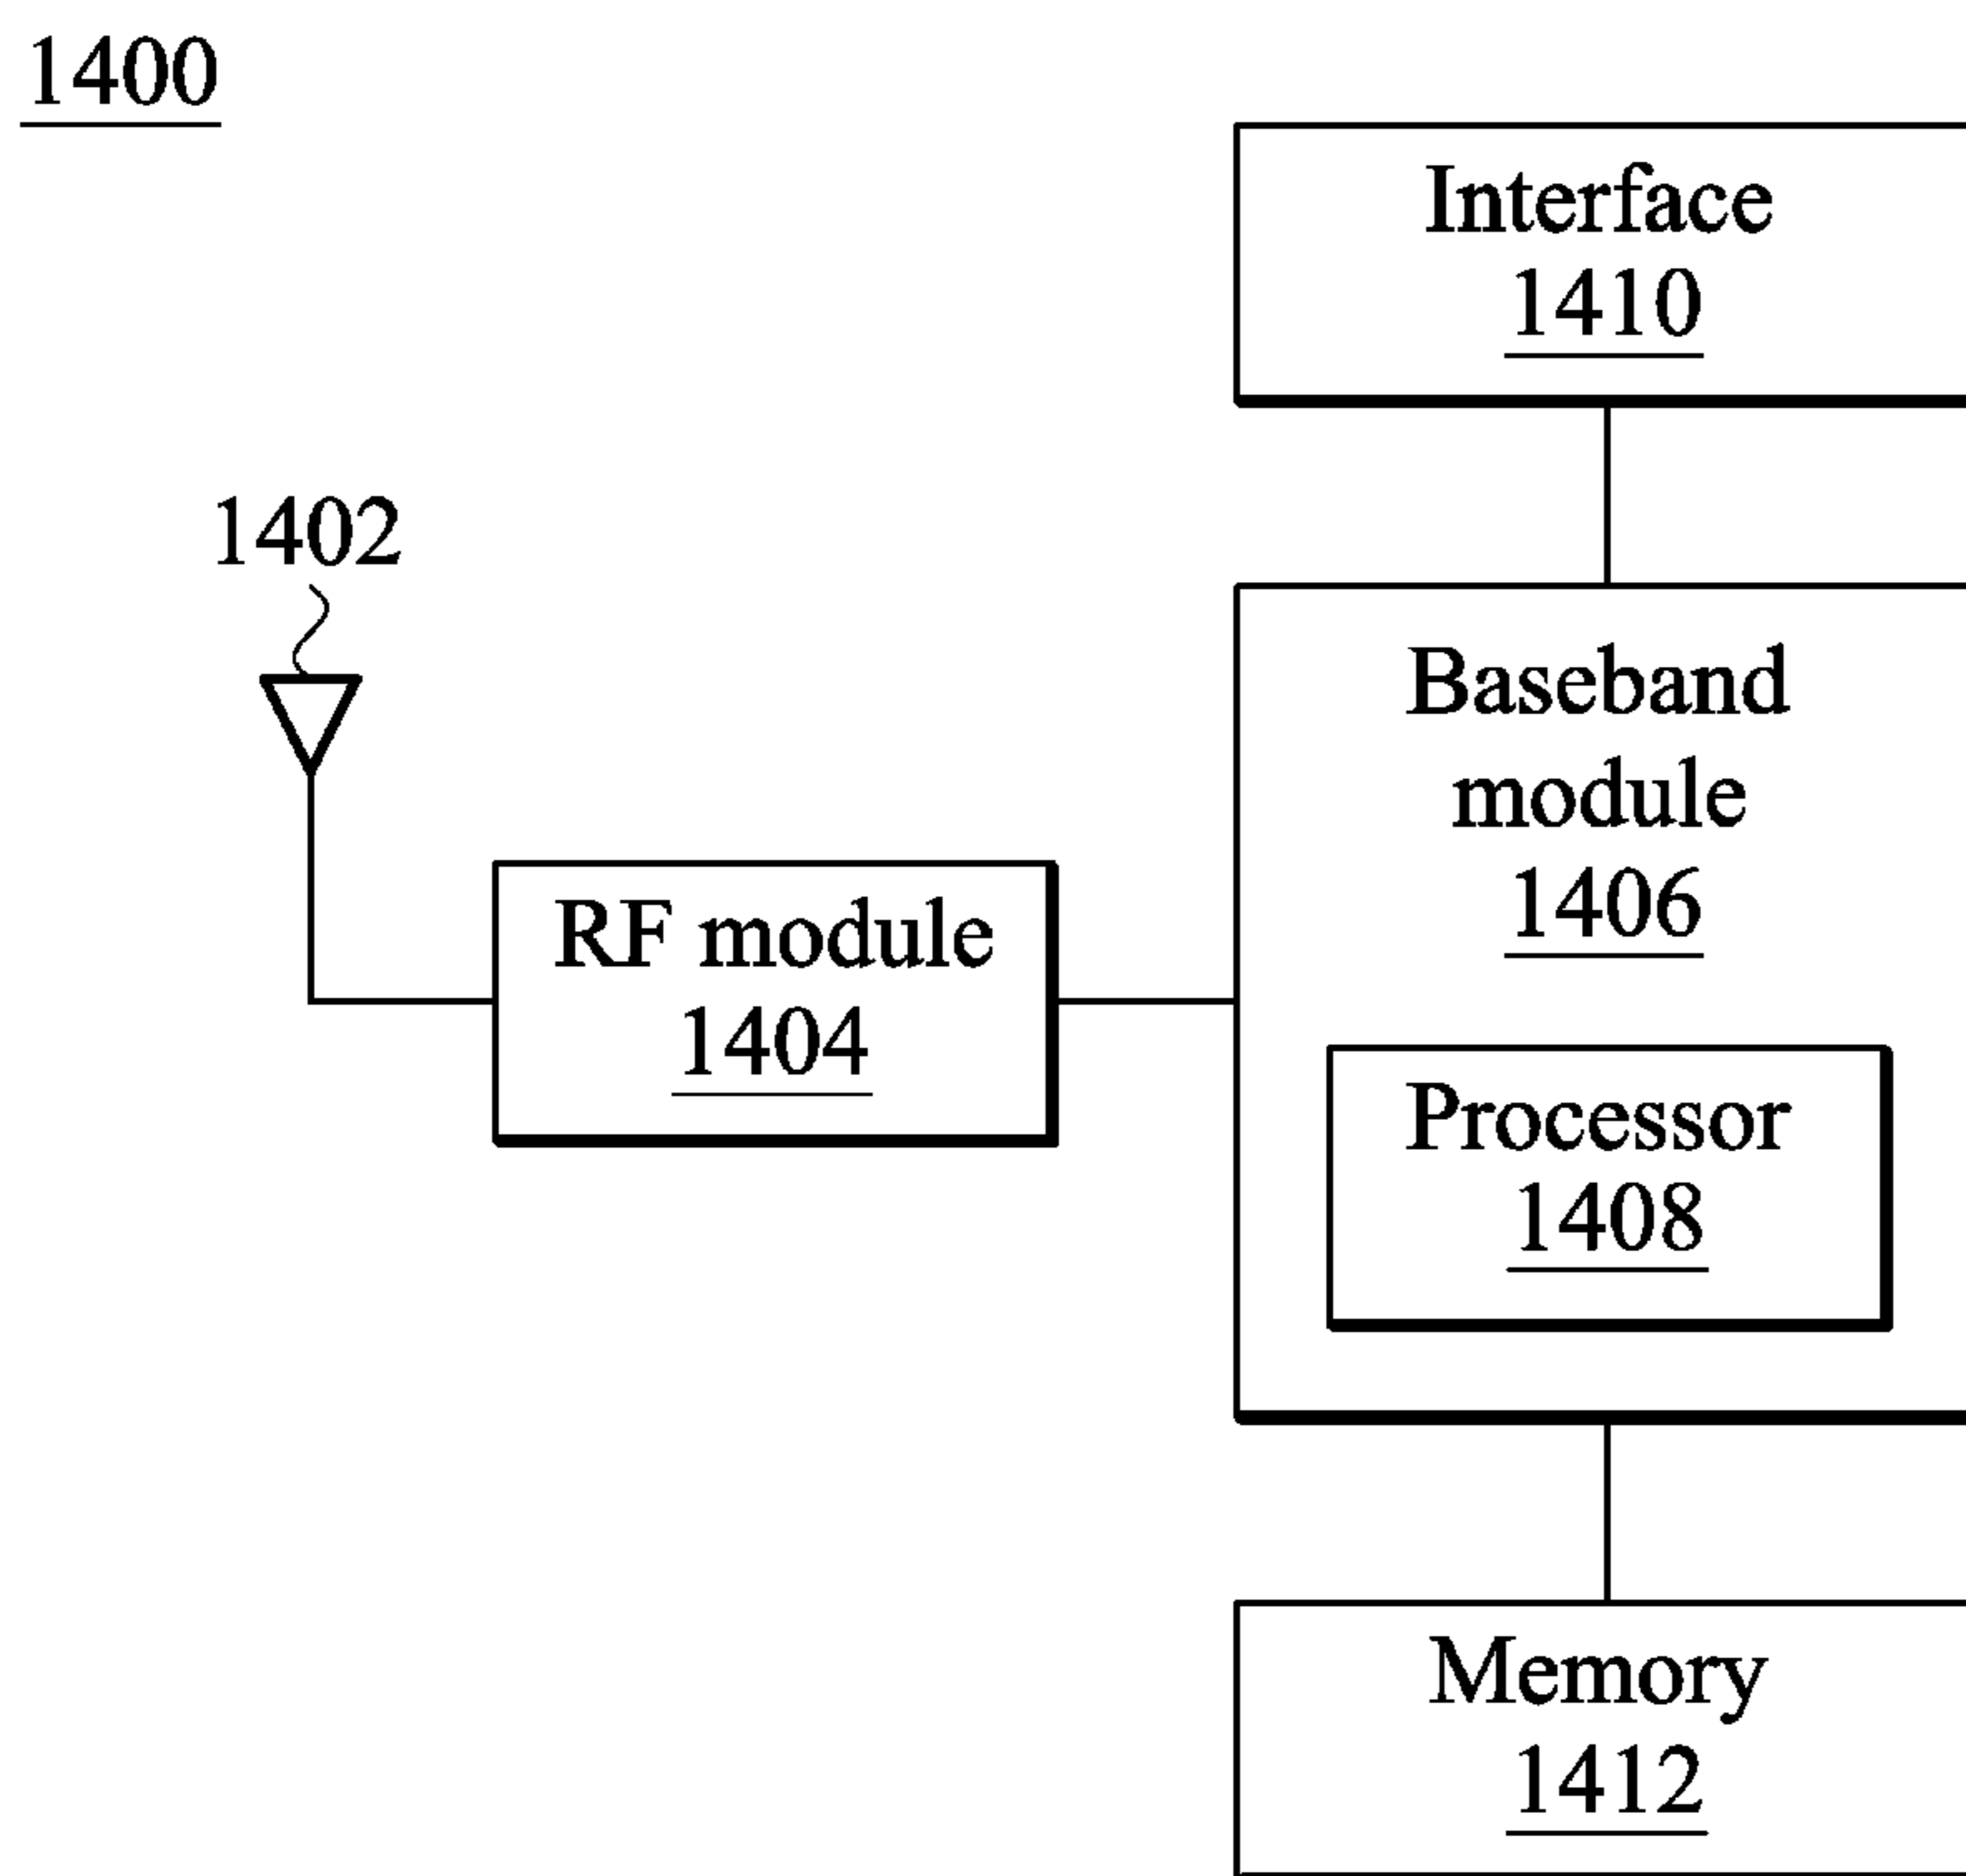 1400
Interface
1410
1402
Baseband
module
1406
RF module
1404
Processor
1408
Memory
1412